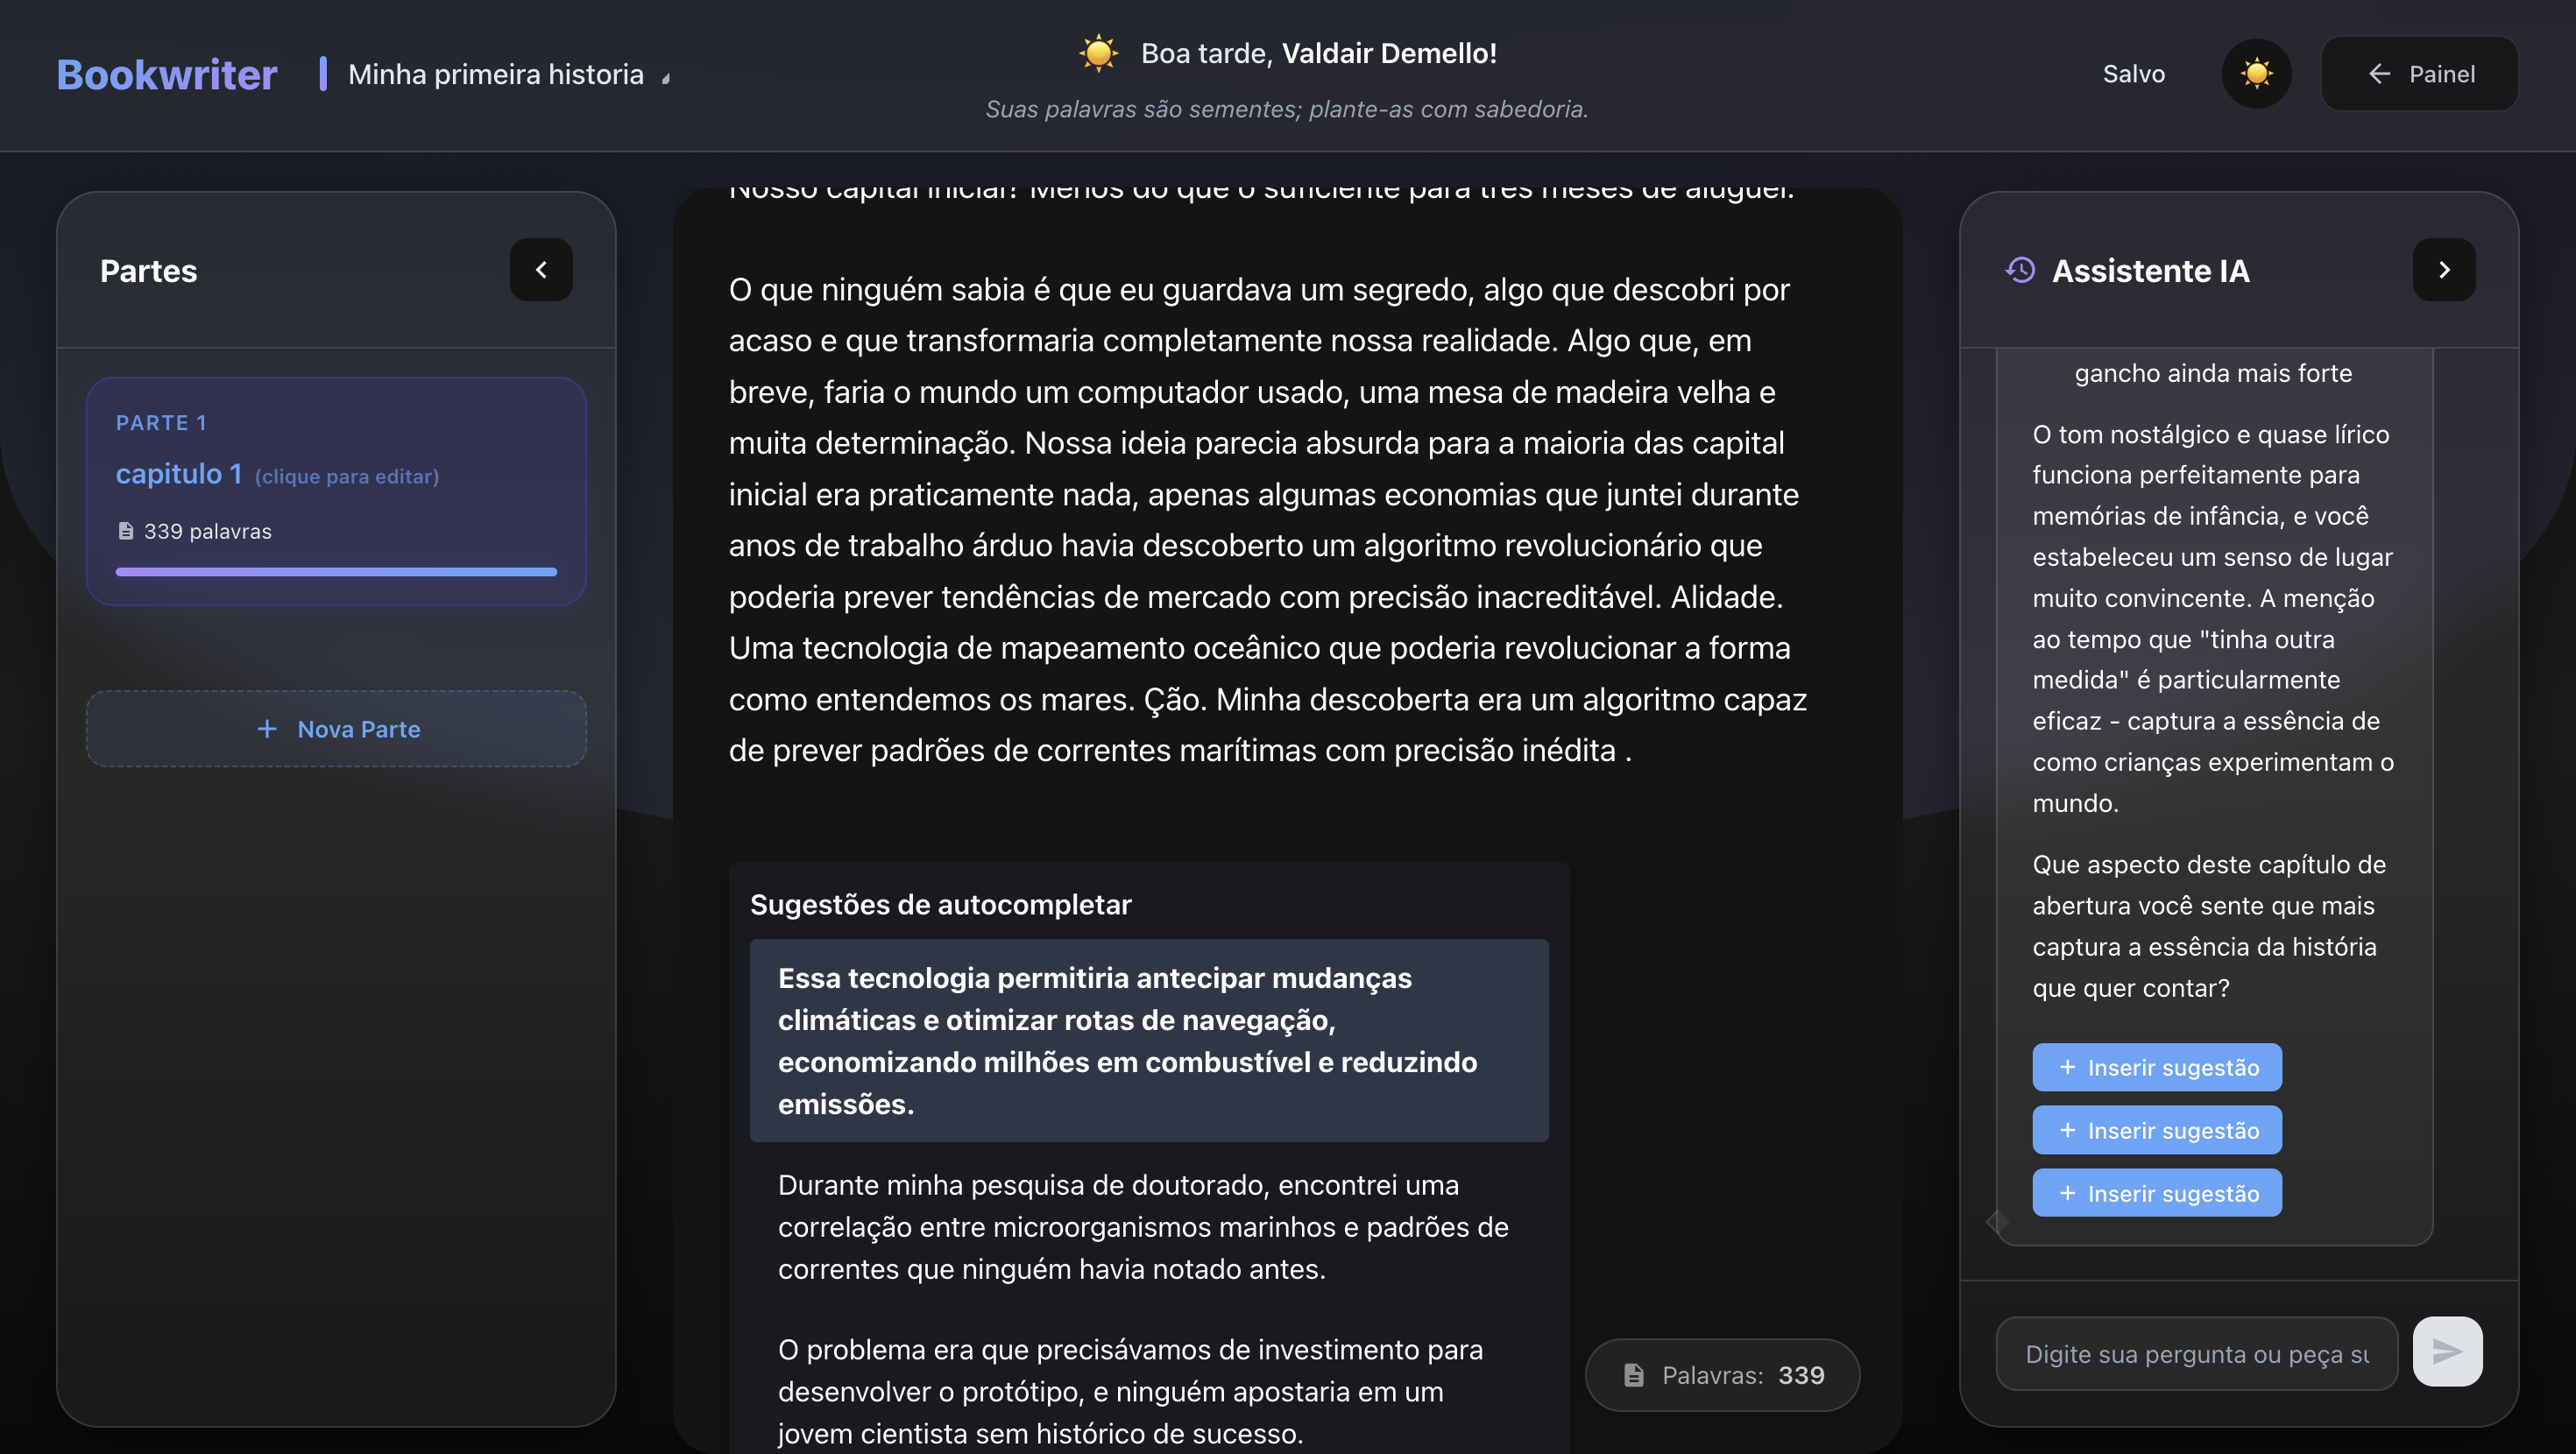 Bookwriter
Minha primeira historia
Boa tarde, Valdair Demello!
Suas palavras são sementes; plante-as com sabedoria.
Salvo
Painel
Partes
PARTE 1
capitulo 1 (clique para editar)
339 palavras
Nova Parte
Nosso capital inicial? Menos do que o suficiente para três meses de aluguel.
O que ninguém sabia é que eu guardava um segredo, algo que descobri por
acaso e que transformaria completamente nossa realidade. Algo que, em
breve, faria o mundo um computador usado, uma mesa de madeira velha e
muita determinação. Nossa ideia parecia absurda para a maioria das capital
inicial era praticamente nada, apenas algumas economias que juntei durante
anos de trabalho árduo havia descoberto um algoritmo revolucionário que
poderia prever tendências de mercado com precisão inacreditável. Alidade.
Uma tecnologia de mapeamento oceânico que poderia revolucionar a forma
como entendemos os mares. Ção. Minha descoberta era um algoritmo capaz
de prever padrões de correntes marítimas com precisão inédita .
Sugestões de autocompletar
Essa tecnologia permitiria antecipar mudanças
climáticas e otimizar rotas de navegação,
economizando milhões em combustível e reduzindo
emissões.
Durante minha pesquisa de doutorado, encontrei uma
correlação entre microorganismos marinhos e padrões de
correntes que ninguém havia notado antes.
O problema era que precisávamos de investimento para
desenvolver o protótipo, e ninguém apostaria em um
jovem cientista sem histórico de sucesso.
Palavras: 339
Assistente IA
gancho ainda mais forte
O tom nostálgico e quase lírico
funciona perfeitamente para
memórias de infância, e você
estabeleceu um senso de lugar
muito convincente. A menção
ao tempo que "tinha outra
medida" é particularmente
eficaz - captura a essência de
como crianças experimentam o
mundo.
Que aspecto deste capítulo de
abertura você sente que mais
captura a essência da história
que quer contar?
+ Inserir sugestão
+ Inserir sugestão
+ Inserir sugestão
Digite sua pergunta ou peça su